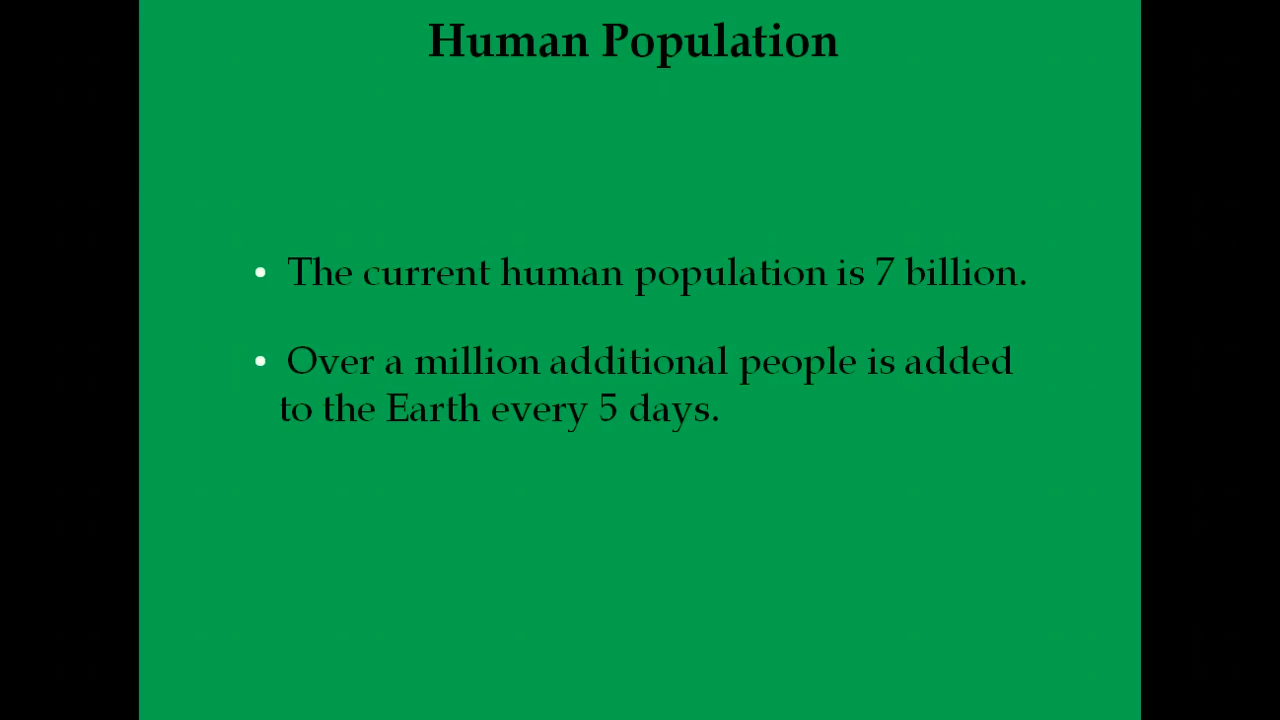 Human Population
• The current human population is 7 billion.
• Over a million additional people is added
to the Earth every 5 days.